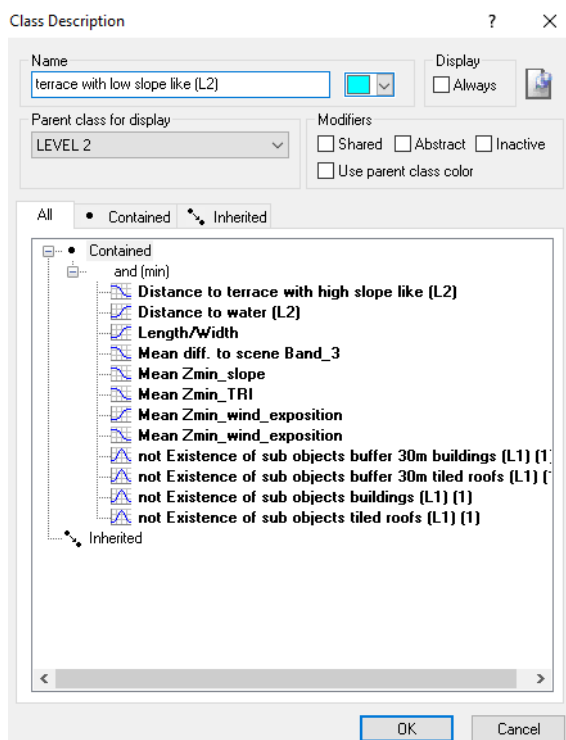 Class Description
? ×
Name
Display
terrace with low slope like (L2)
Always
Parent class for display
Modifiers
LEVEL 2
Shared Abstract Inactive
Use parent class color
All • Contained Inherited
• Contained
and (min)
Distance to terrace with high slope like (L2)
Distance to water (L2)
Length/Width
Mean diff. to scene Band_3
Mean Zmin_slope
Mean Zmin_TRI
Mean Zmin_wind_exposition
Mean Zmin_wind_exposition
not Existence of sub objects buffer 30m buildings (L1) (1)
not Existence of sub objects buffer 30m tiled roofs (L1) (
not Existence of sub objects buildings (L1) (1)
not Existence of sub objects tiled roofs (L1) (1)
Inherited
OK Cancel